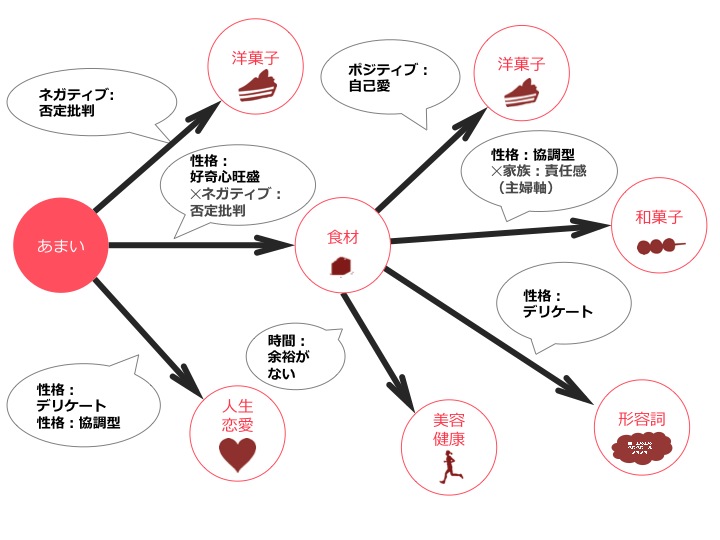 洋菓子
洋菓子
ネガティブ：
否定批判
ポジティブ：
自己愛
性格：
好奇心旺盛
×ネガティブ：
否定批判
性格：協調型
×家族：責任感
（主婦軸）
あまい
食材
和菓子
性格：
デリケート
時間：
余裕が
ない
性格：
デリケート
性格：協調型
人生
恋愛
美容
健康
形容詞